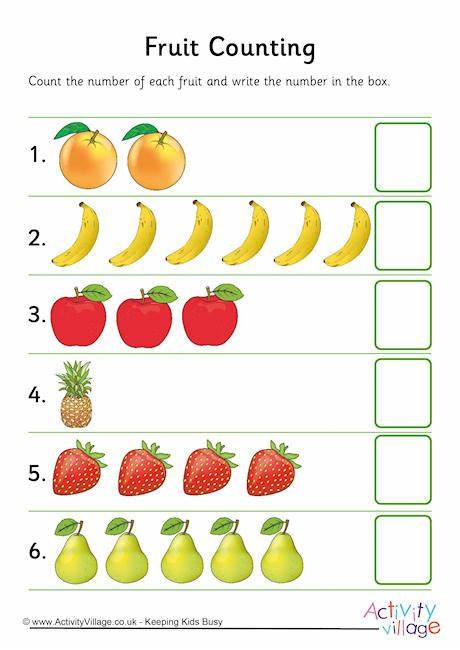 Fruit Counting
Count the number of each fruit and write the number in the box.
1.
2.
3.
4.
5.
6.
© www.ActivityVillage.co.uk - Keeping Kids Busy
Activity
Village